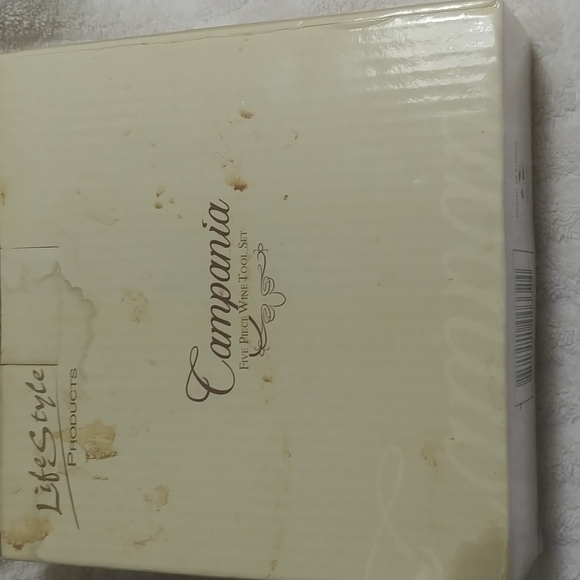 Campania
FIVE PIECE WINE TOOL SET
LifeStyle
PRODUCTS